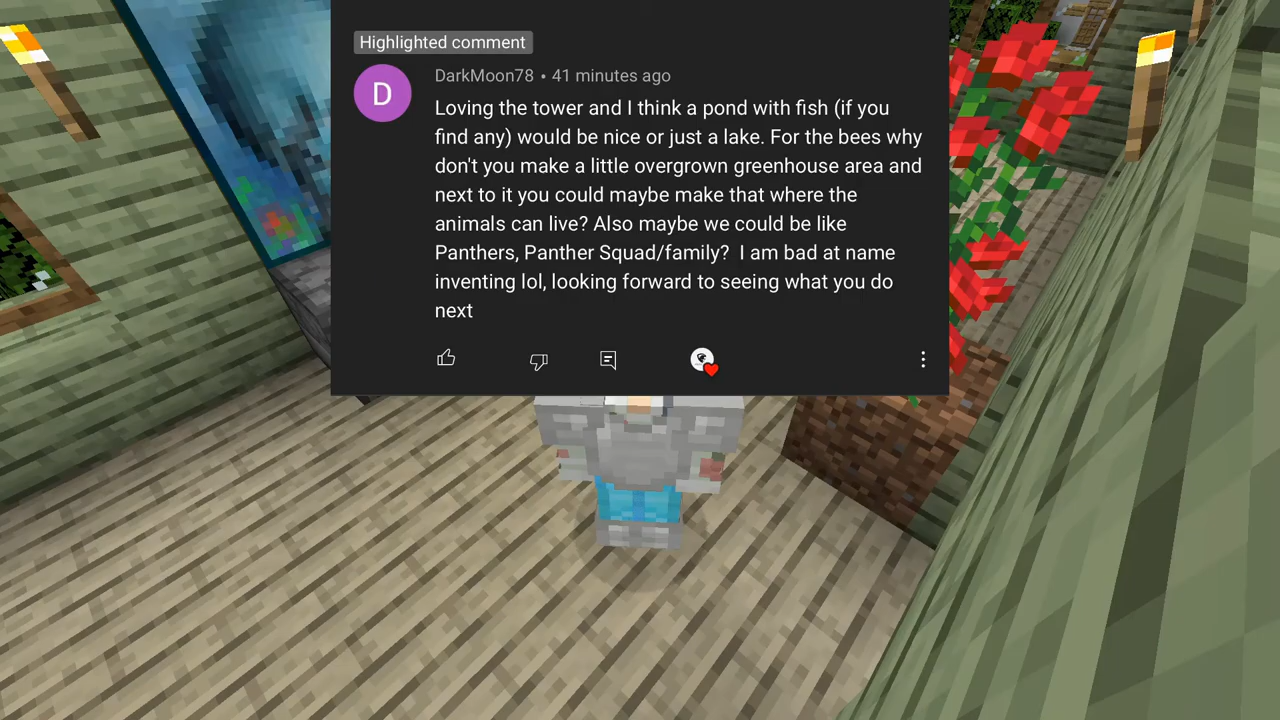 Highlighted comment
D
DarkMoon78 • 41 minutes ago
Loving the tower and I think a pond with fish (if you
find any) would be nice or just a lake. For the bees why
don't you make a little overgrown greenhouse area and
next to it you could maybe make that where the
animals can live? Also maybe we could be like
Panthers, Panther Squad/family?  I am bad at name
inventing lol, looking forward to seeing what you do
next